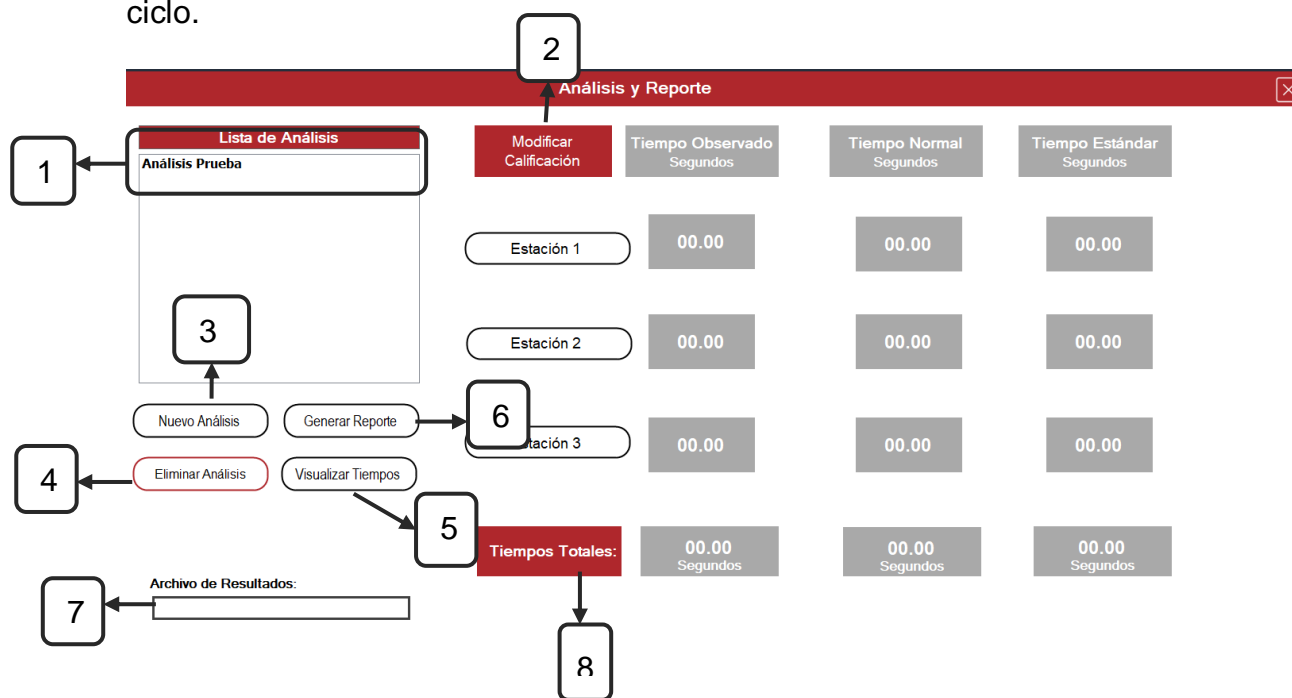 ciclo.
2
Análisis y Reporte
1
Lista de Análisis
Análisis Prueba
Modificar
Calificación
Tiempo Observado
Segundos
Tiempo Normal
Segundos
Tiempo Estándar
Segundos
Estación 1
00.00
00.00
00.00
3
Estación 2
00.00
00.00
00.00
Nuevo Análisis
Generar Reporte
6
stación 3
00.00
00.00
00.00
4
Eliminar Análisis
Visualizar Tiempos
5
Tiempos Totales:
00.00
Segundos
00.00
Segundos
00.00
Segundos
Archivo de Resultados:
7
8